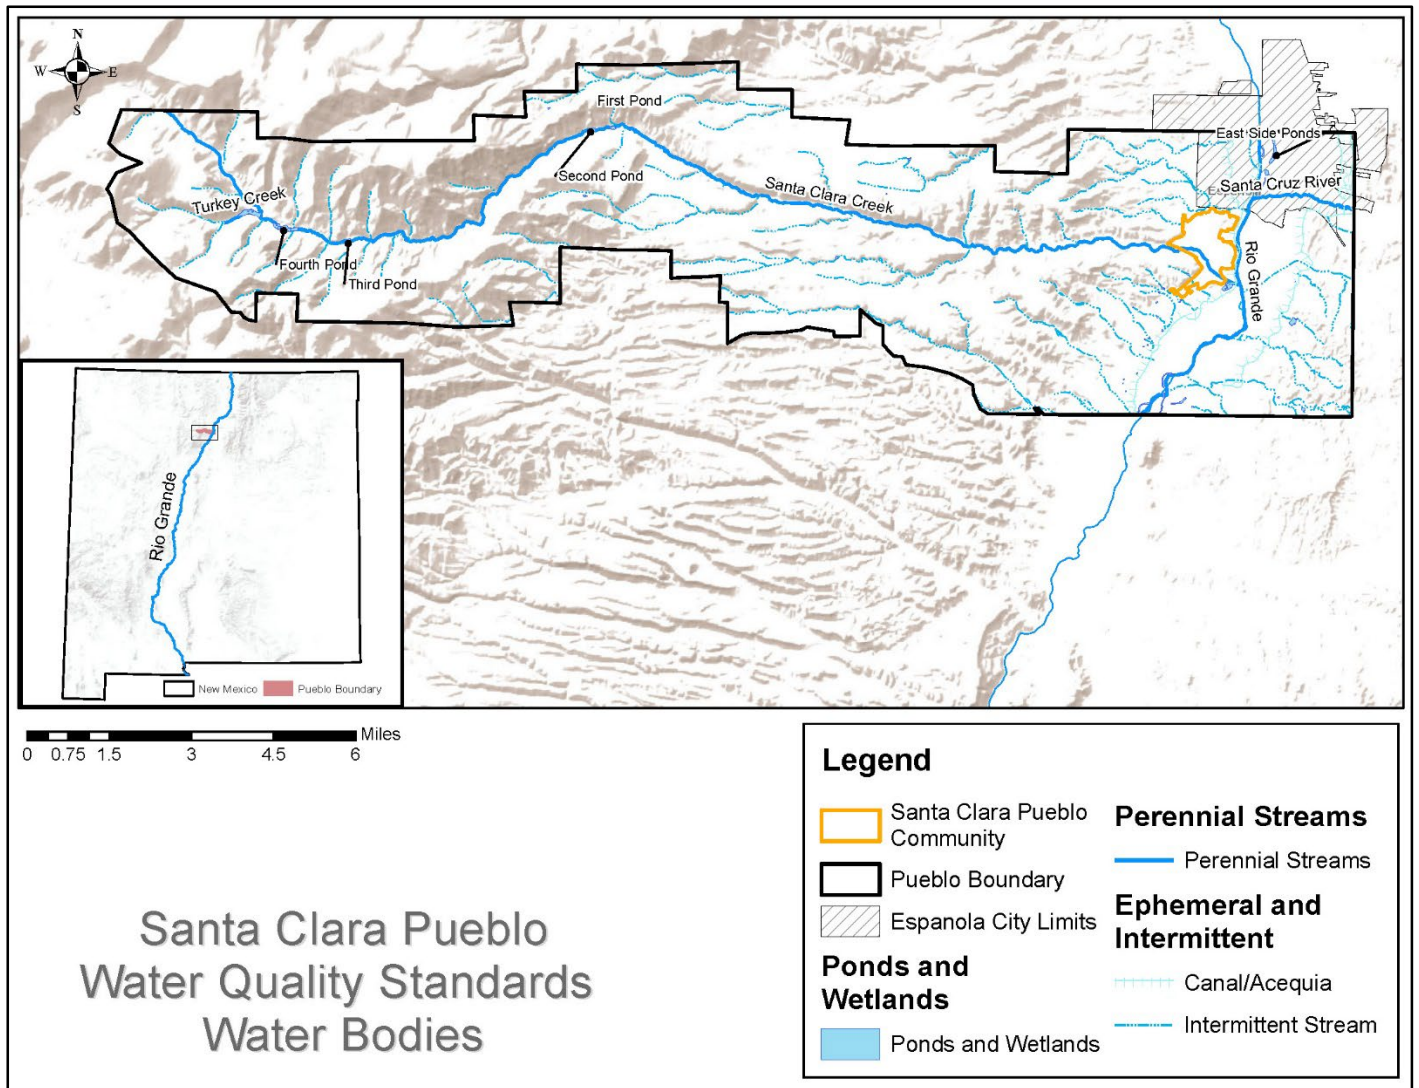 N
W E
S
First Pond
East Side Ponds
Second Pond
Santa Cruz River
Santa Clara Creek
Turkey Creek
Fourth Pond
Third Pond
Rio Grande
Rio Grande
New Mexico
Pueblo Boundary
Miles
0 0.75 1.5 3 4.5 6
Legend
Santa Clara Pueblo
Community
Pueblo Boundary
Espanola City Limits
Ponds and
Wetlands
Ponds and Wetlands
Perennial Streams
Perennial Streams
Ephemeral and
Intermittent
Canal/Acequia
Intermittent Stream
Santa Clara Pueblo
Water Quality Standards
Water Bodies